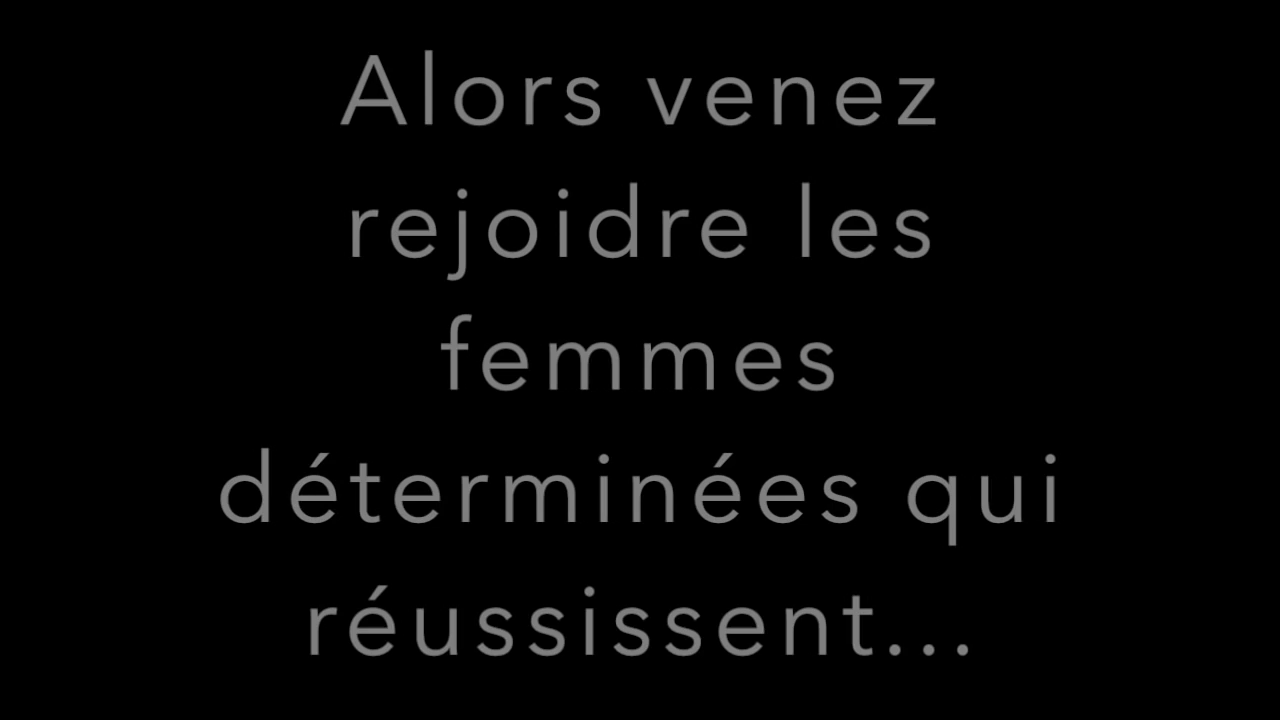 Alors venez
rejoidre les
femmes
déterminées qui
réussissent...